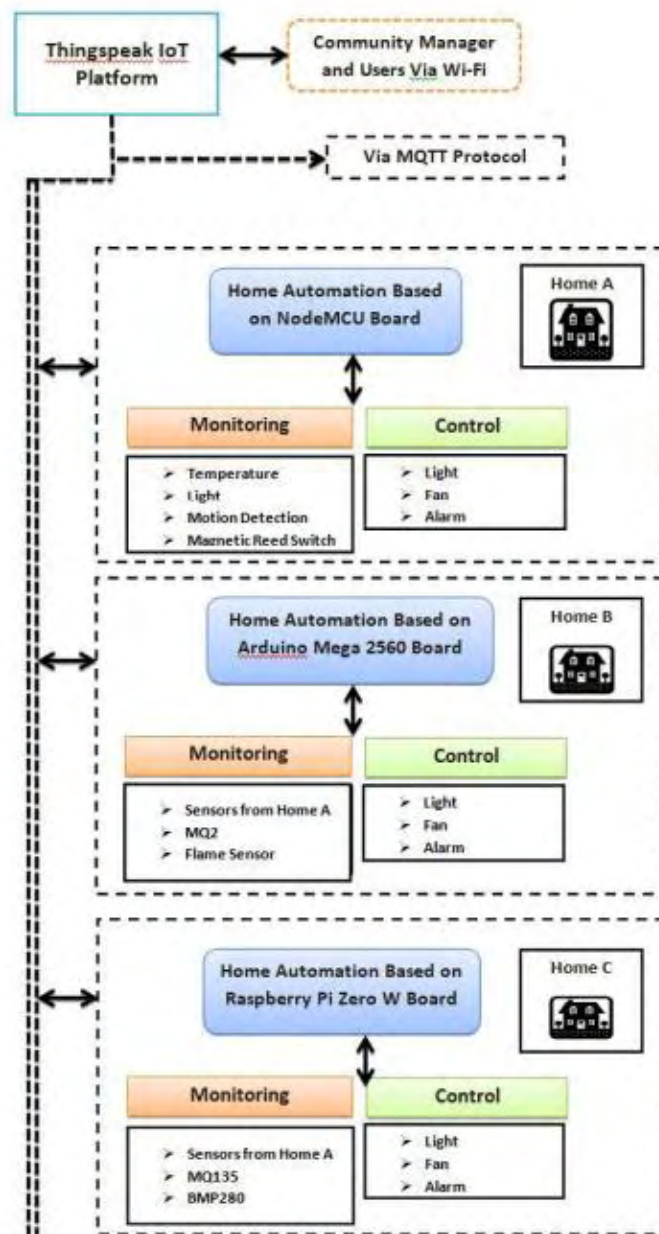 Thingspeak IoT
Platform
Community Manager
and Users Via Wi-Fi
Via MQTT Protocol
Home Automation Based
on NodeMCU Board
Home A
Monitoring
Control
➤ Temperature
➤ Light
➤ Motion Detection
➤ Magnetic Reed Switch
➤ Light
➤ Fan
➤ Alarm
Home Automation Based on
Arduino Mega 2560 Board
Home B
Monitoring
Control
➤ Sensors from Home A
➤ MQ2
➤ Flame Sensor
➤ Light
➤ Fan
➤ Alarm
Home Automation Based on
Raspberry Pi Zero W Board
Home C
Monitoring
Control
➤ Sensors from Home A
➤ MQ135
➤ BMP280
➤ Light
➤ Fan
➤ Alarm